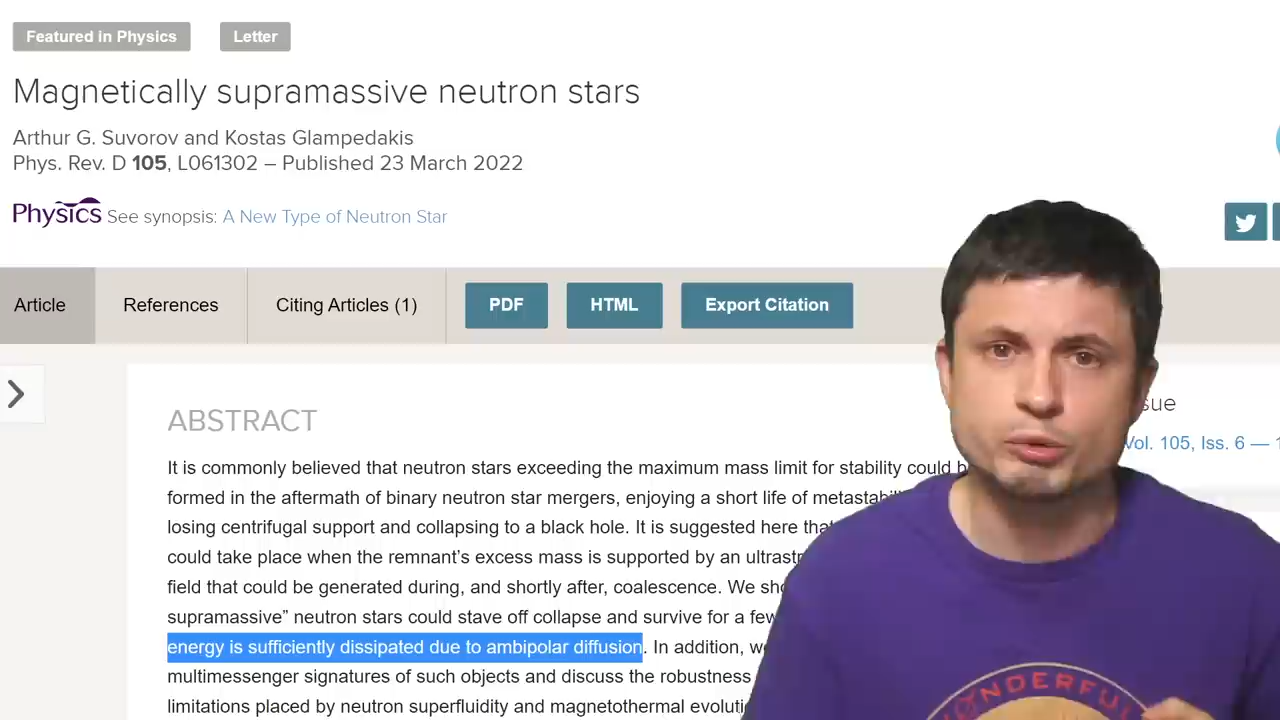 Featured in Physics Letter
Magnetically supramassive neutron stars
Arthur G. Suvorov and Kostas Glampedakis
Phys. Rev. D 105, L061302 – Published 23 March 2022
Physics See synopsis: A New Type of Neutron Star
Article References Citing Articles (1) PDF HTML Export Citation
ABSTRACT
It is commonly believed that neutron stars exceeding the maximum mass limit for stability could
formed in the aftermath of binary neutron star mergers, enjoying a short life of
losing centrifugal support and collapsing to a black hole. It is suggested here
could take place when the remnant’s excess mass is supported by an
field that could be generated during, and shortly after, coalescence. We
supramassive” neutron stars could stave off collapse and survive for a few
energy is sufficiently dissipated due to ambipolar diffusion. In addition,
multimessenger signatures of such objects and discuss the robustness
limitations placed by neutron superfluidity and magnetothermal
Vol. 105, Iss. 6 —
WONDERFUL